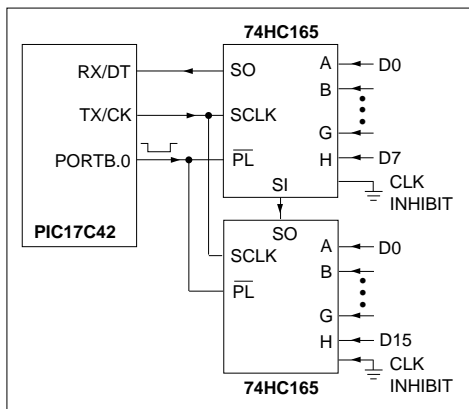 74HC165
RX/DT
TX/CK
PORTB.0
PIC17C42
SO
SCLK
PL
SI
A
B
G
H
D0
D7
CLK
INHIBIT
SO
SCLK
PL
A
B
G
H
D0
D15
CLK
INHIBIT
74HC165